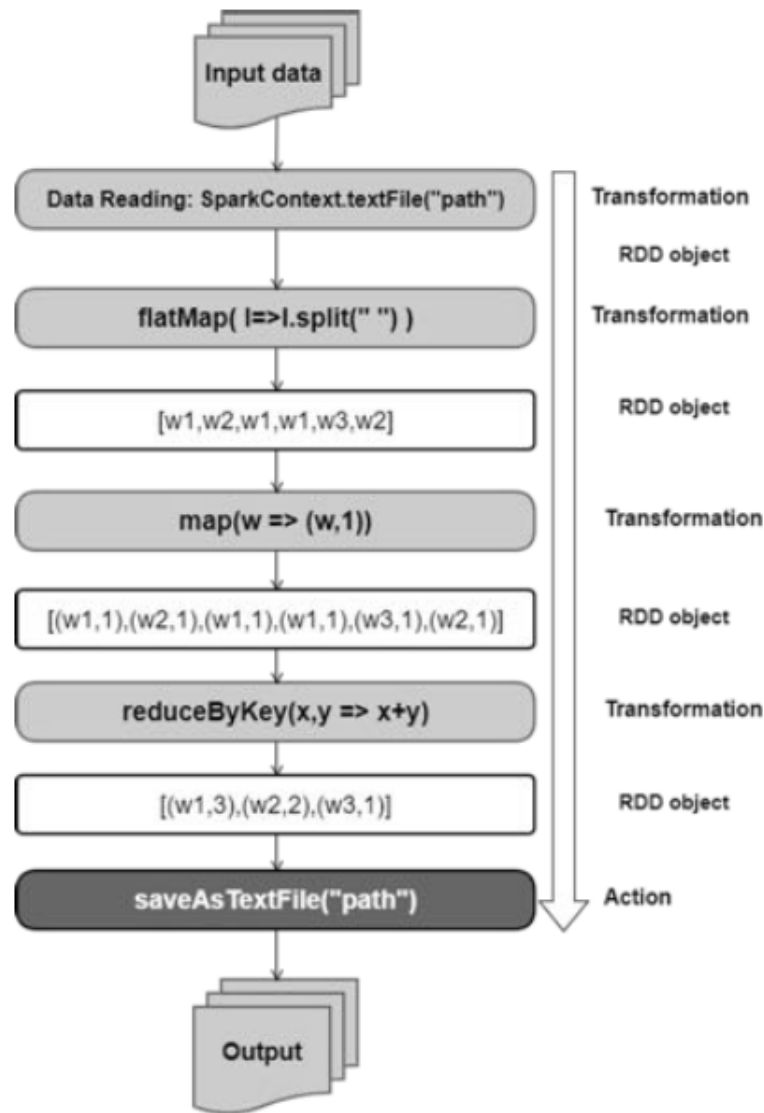 Input data
Data Reading: SparkContext.textFile("path")
Transformation
RDD object
flatMap( l=>l.split(" ") )
Transformation
[w1,w2,w1,w1,w3,w2]
RDD object
map(w => (w,1))
Transformation
[(w1,1),(w2,1),(w1,1),(w1,1),(w3,1),(w2,1)]
RDD object
reduceByKey(x,y => x+y)
Transformation
[(w1,3),(w2,2),(w3,1)]
RDD object
saveAsTextFile("path")
Action
Output